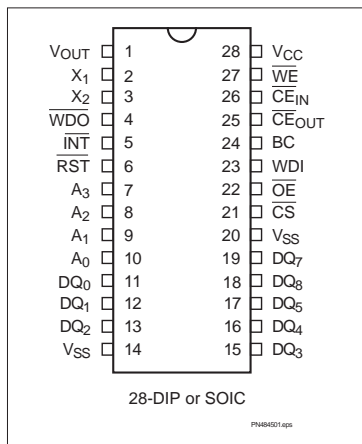 VOUT 1 28 VCC
X1 2 27 WE
X2 3 26 CEIN
WDO 4 25 CEOUT
INT 5 24 BC
RST 6 23 WDI
A3 7 22 OE
A2 8 21 CS
A1 9 20 VSS
A0 10 19 DQ7
DQ0 11 18 DQ8
DQ1 12 17 DQ5
DQ2 13 16 DQ4
VSS 14 15 DQ3
28-DIP or SOIC
PN484501.eps